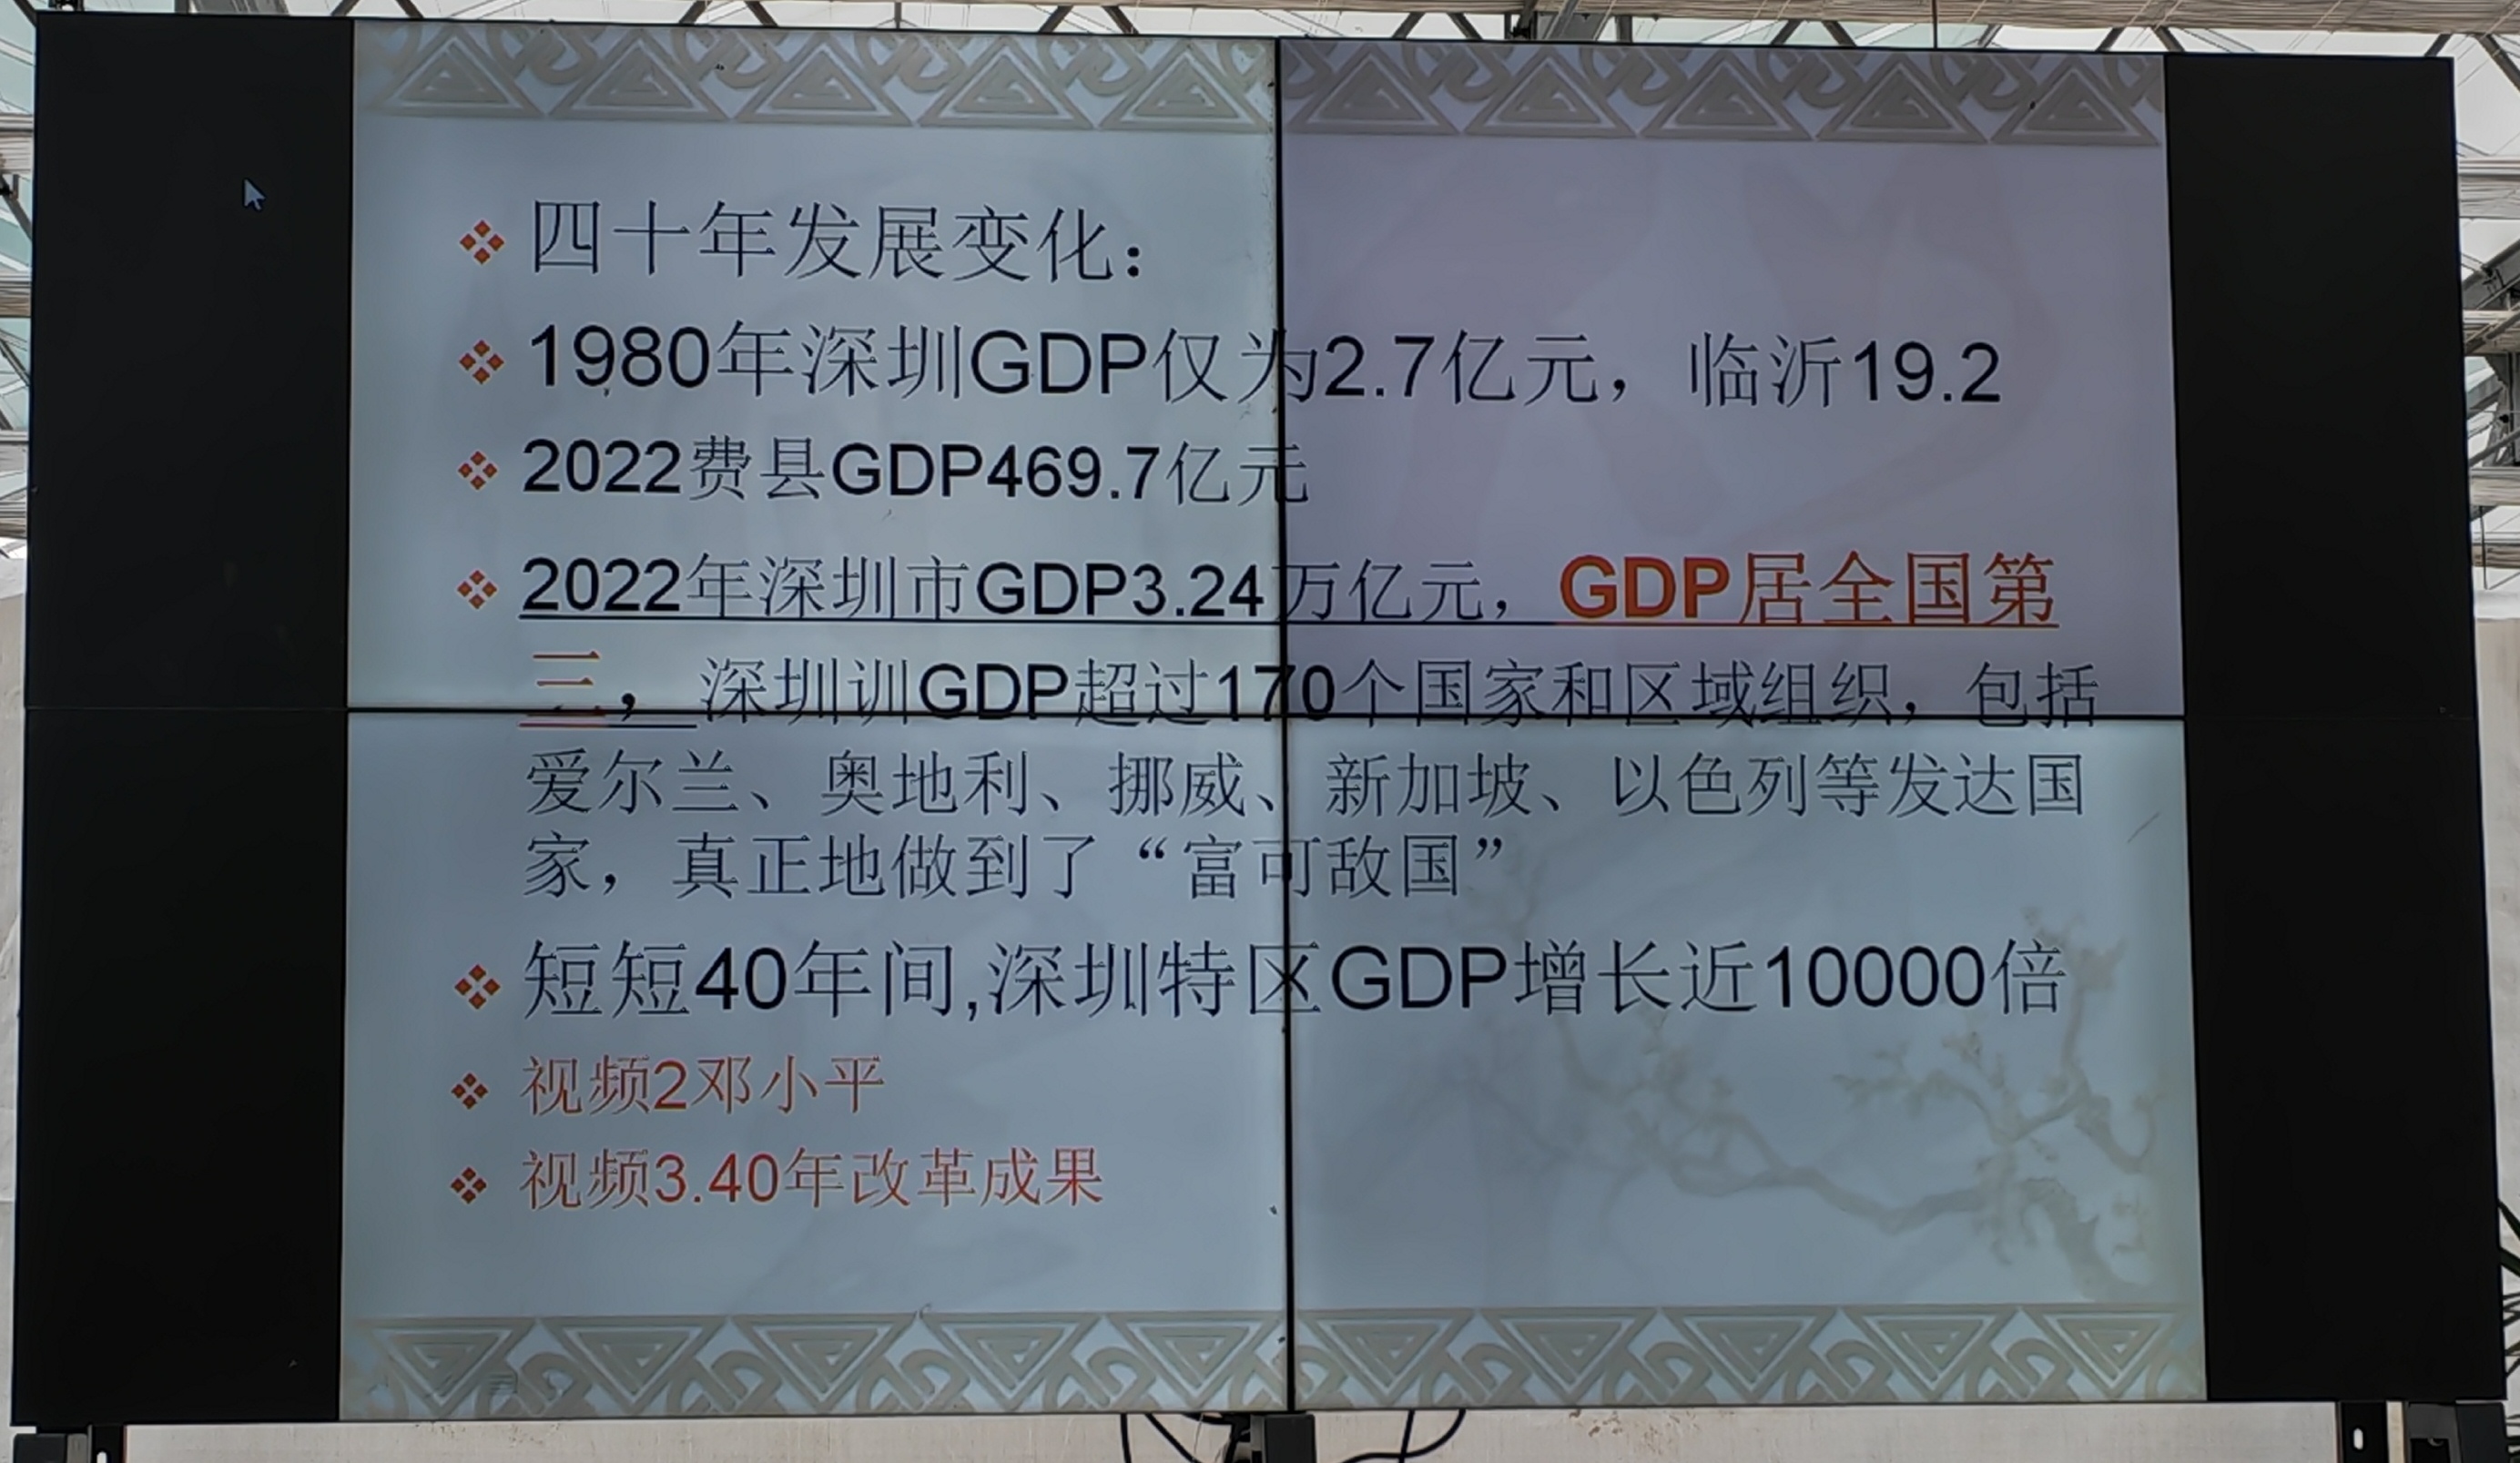 四十年发展变化：
1980年深圳GDP仅为2.7亿元，临沂19.2
2022费县GDP469.7亿元
2022年深圳市GDP3.24万亿元，GDP居全国第
三，深圳训GDP超过170个国家和区域组织，包括
爱尔兰、奥地利、挪威、新加坡、以色列等发达国
家，真正地做到了“富可敌国”
短短40年间,深圳特区GDP增长近10000倍
视频2邓小平
视频3.40年改革成果